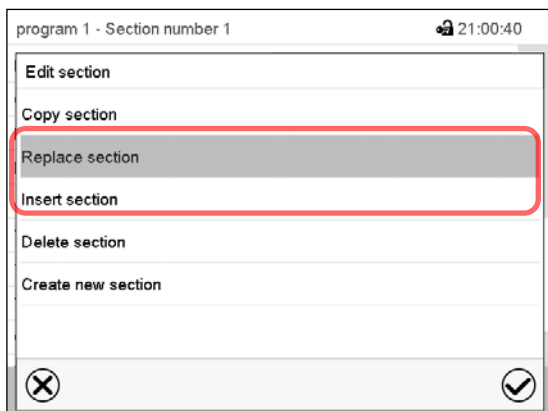 program 1 - Section number 1 21:00:40
Edit section
Copy section
Replace section
Insert section
Delete section
Create new section